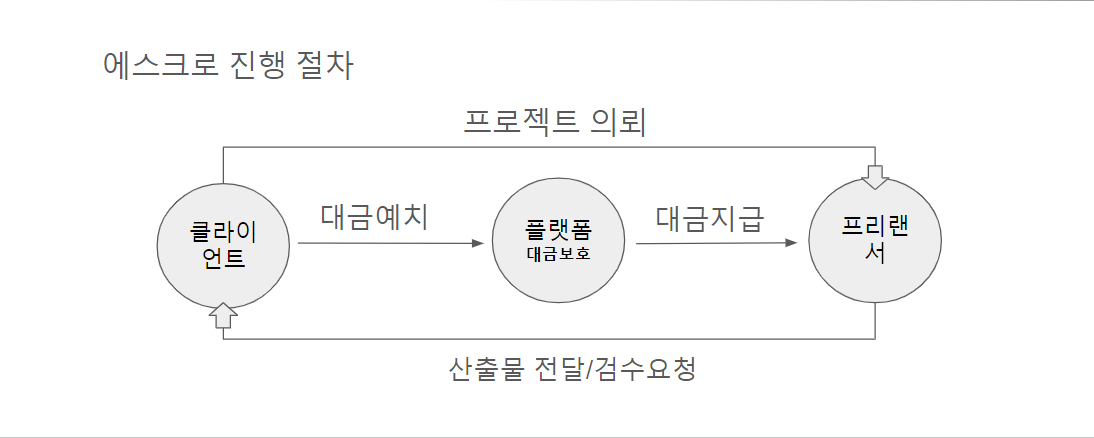 에스크로 진행 절차
프로젝트 의뢰
클라이
언트
대금예치
플랫폼
대금보호
대금지급
프리랜
서
산출물 전달/검수요청